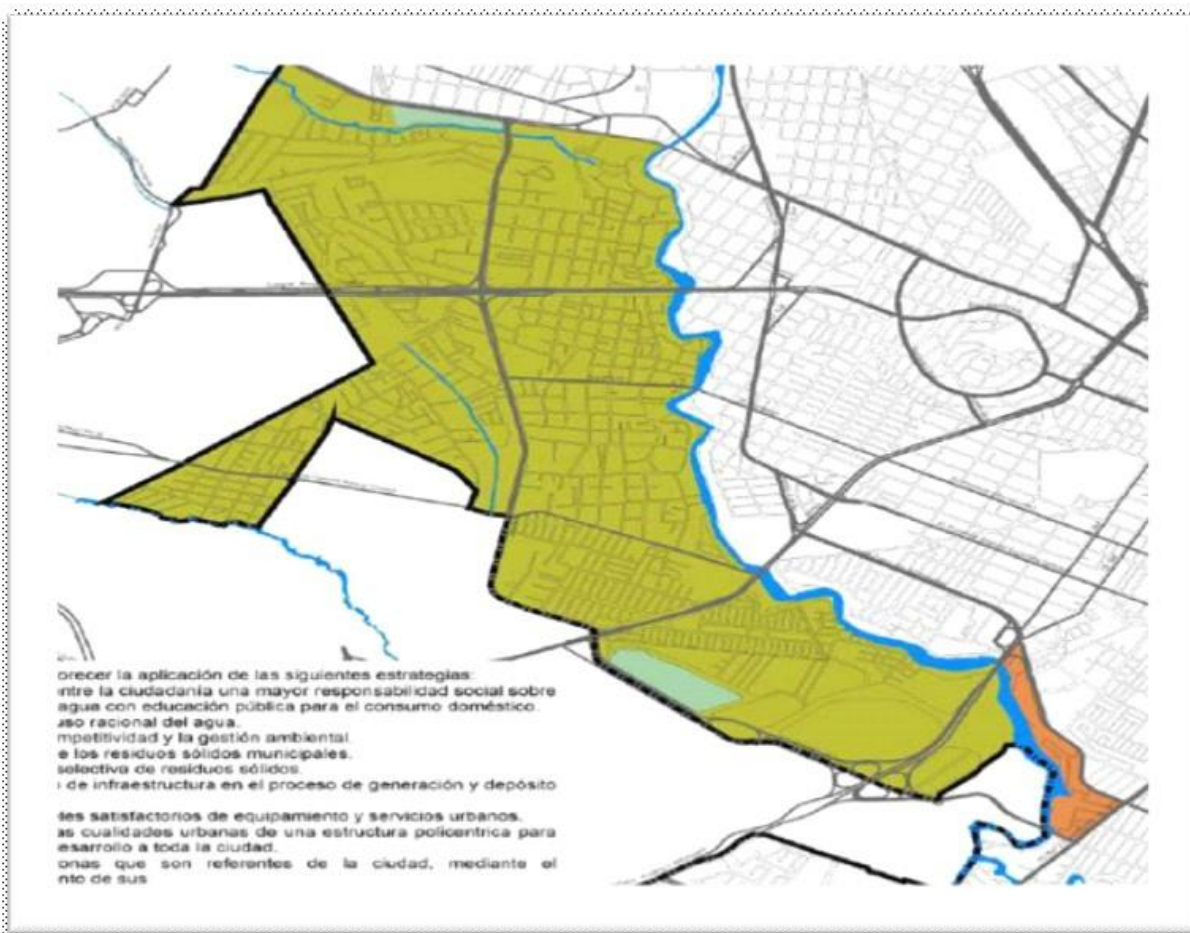 orecer la aplicación de las siguientes estrategias:
ntre la ciudadanía una mayor responsabilidad social sobre
agua con educación pública para el consumo doméstico.
uso racional del agua.
mpetitividad y la gestión ambiental.
e los residuos sólidos municipales.
selectiva de residuos sólidos.
de infraestructura en el proceso de generación y depósito
les satisfactorios de equipamiento y servicios urbanos.
as cualidades urbanas de una estructura policentrica para
esarrollo a toda la ciudad.
onas que son referentes de la ciudad, mediante el
nto de sus